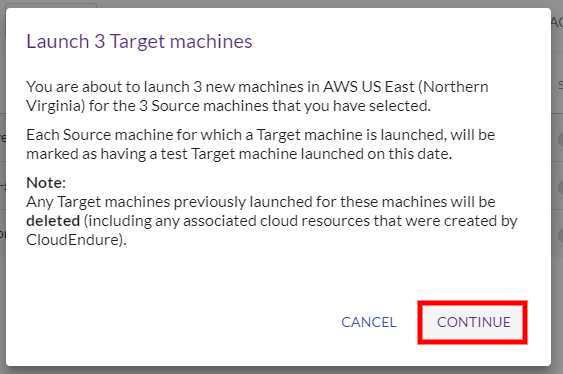 Launch 3 Target machines
You are about to launch 3 new machines in AWS US East (Northern
Virginia) for the 3 Source machines that you have selected.
Each Source machine for which a Target machine is launched, will be
marked as having a test Target machine launched on this date.
Note:
Any Target machines previously launched for these machines will be
deleted (including any associated cloud resources that were created by
CloudEndure).
CANCEL CONTINUE